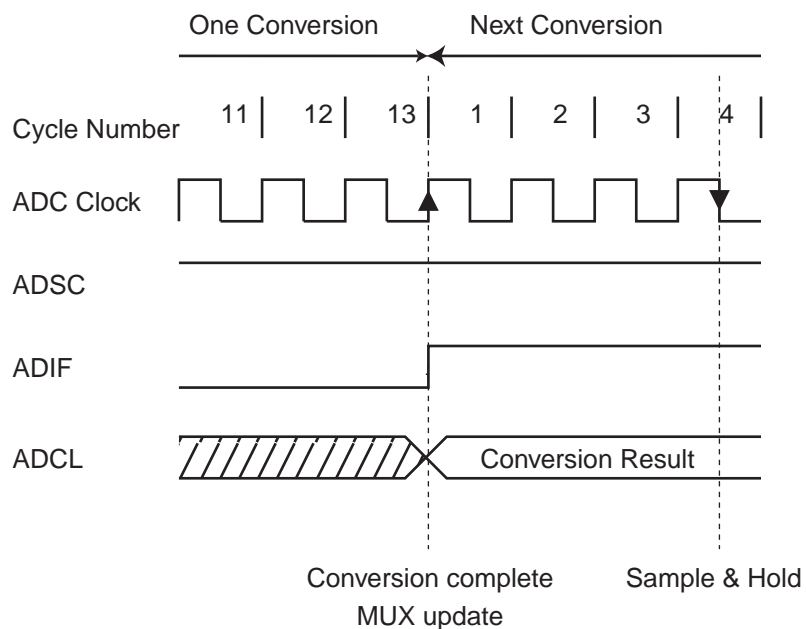 One Conversion Next Conversion
Cycle Number 11 12 13 1 2 3 4
ADC Clock
ADSC
ADIF
ADCL Conversion Result
Conversion complete Sample & Hold
MUX update